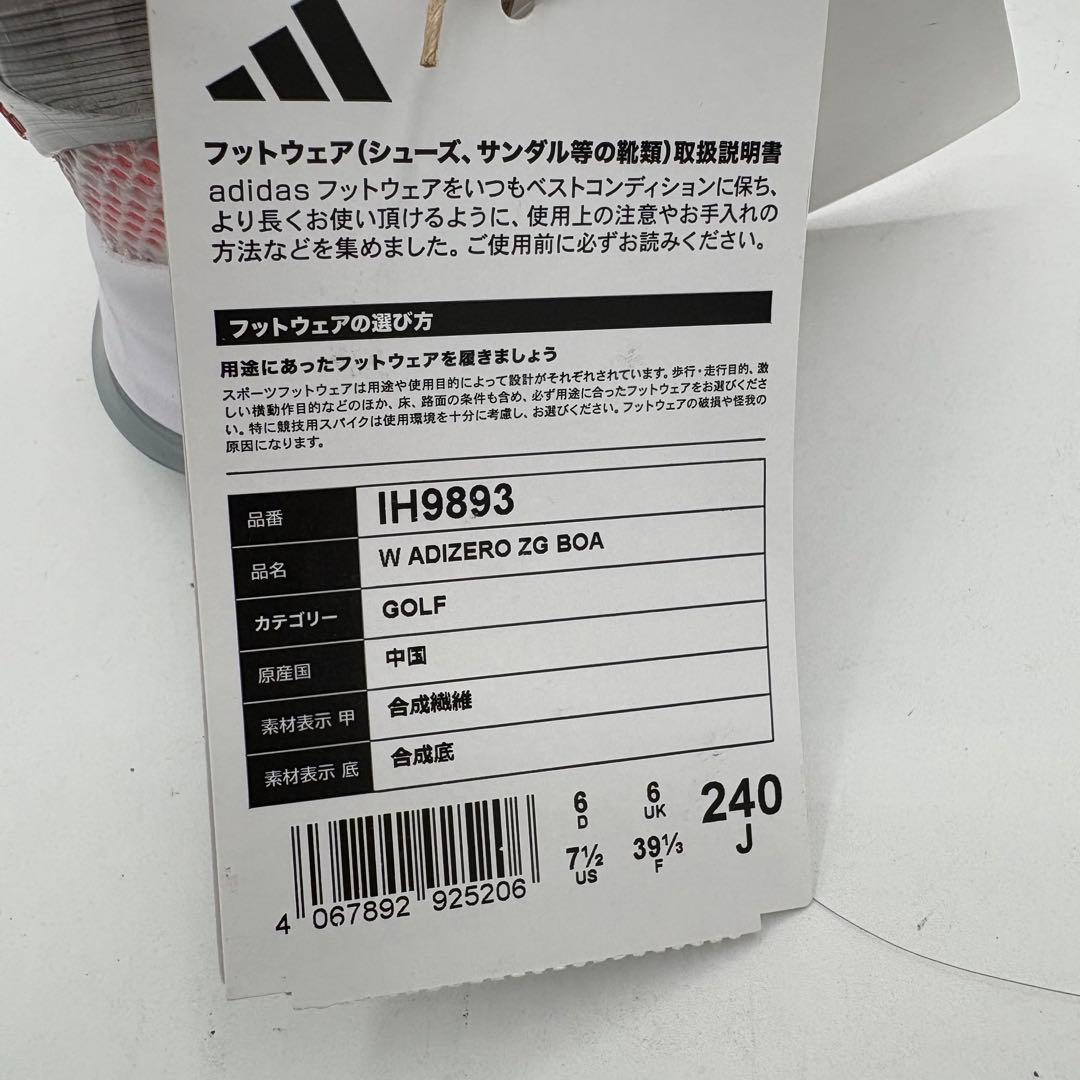 フットウェア(シューズ、サンダル等の靴類)取扱説明書
adidas フットウェアをいつもベストコンディションに保ち、
より長くお使い頂けるように、使用上の注意やお手入れの
方法などを集めました。ご使用前に必ずお読みください。
フットウェアの選び方
用途にあったフットウェアを履きましょう
スポーツフットウェアは用途や使用目的によって設計がそれぞれされています。歩行・走行目的、激
しい横動作目的などのほか、床、路面の条件も含め、必ず用途に合ったフットウェアをお選びくださ
い。特に競技用スパイクは使用環境を十分に考慮し、お選びください。フットウェアの破損や怪我の
原因になります。
品番 IH9893
品名 W ADIZERO ZG BOA
カテゴリー GOLF
原産国 中国
素材表示 甲 合成繊維
素材表示 底 合成底
6 D 6 UK 240 J
7½ US 39⅓ F
4 067892 925206